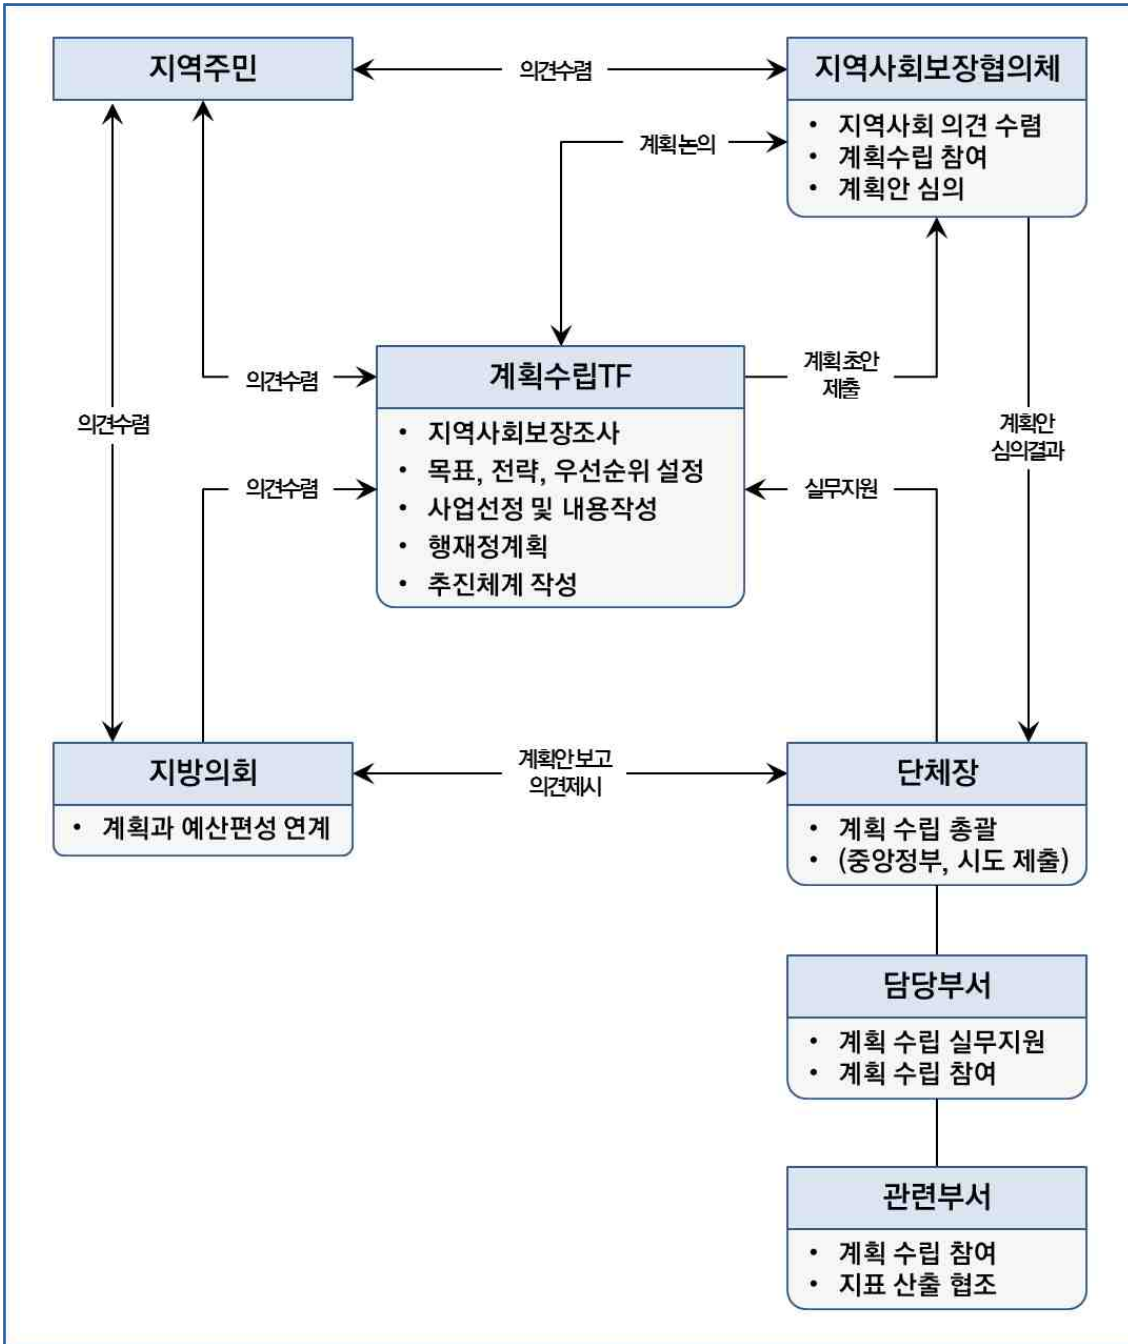 지역주민
의견수렴
지역사회보장협의체
• 지역사회 의견 수렴
• 계획수립 참여
• 계획안 심의
계획 논의
계획수립TF
• 지역사회보장조사
• 목표, 전략, 우선순위 설정
• 사업선정 및 내용작성
• 행재정계획
• 추진체계 작성
의견수렴
의견수렴
의견수렴
계획 초안
제출
계획안
심의결과
실무지원
지방의회
• 계획과 예산편성 연계
계획안 보고
의견제시
단체장
• 계획 수립 총괄
• (중앙정부, 시도 제출)
담당부서
• 계획 수립 실무지원
• 계획 수립 참여
관련부서
• 계획 수립 참여
• 지표 산출 협조